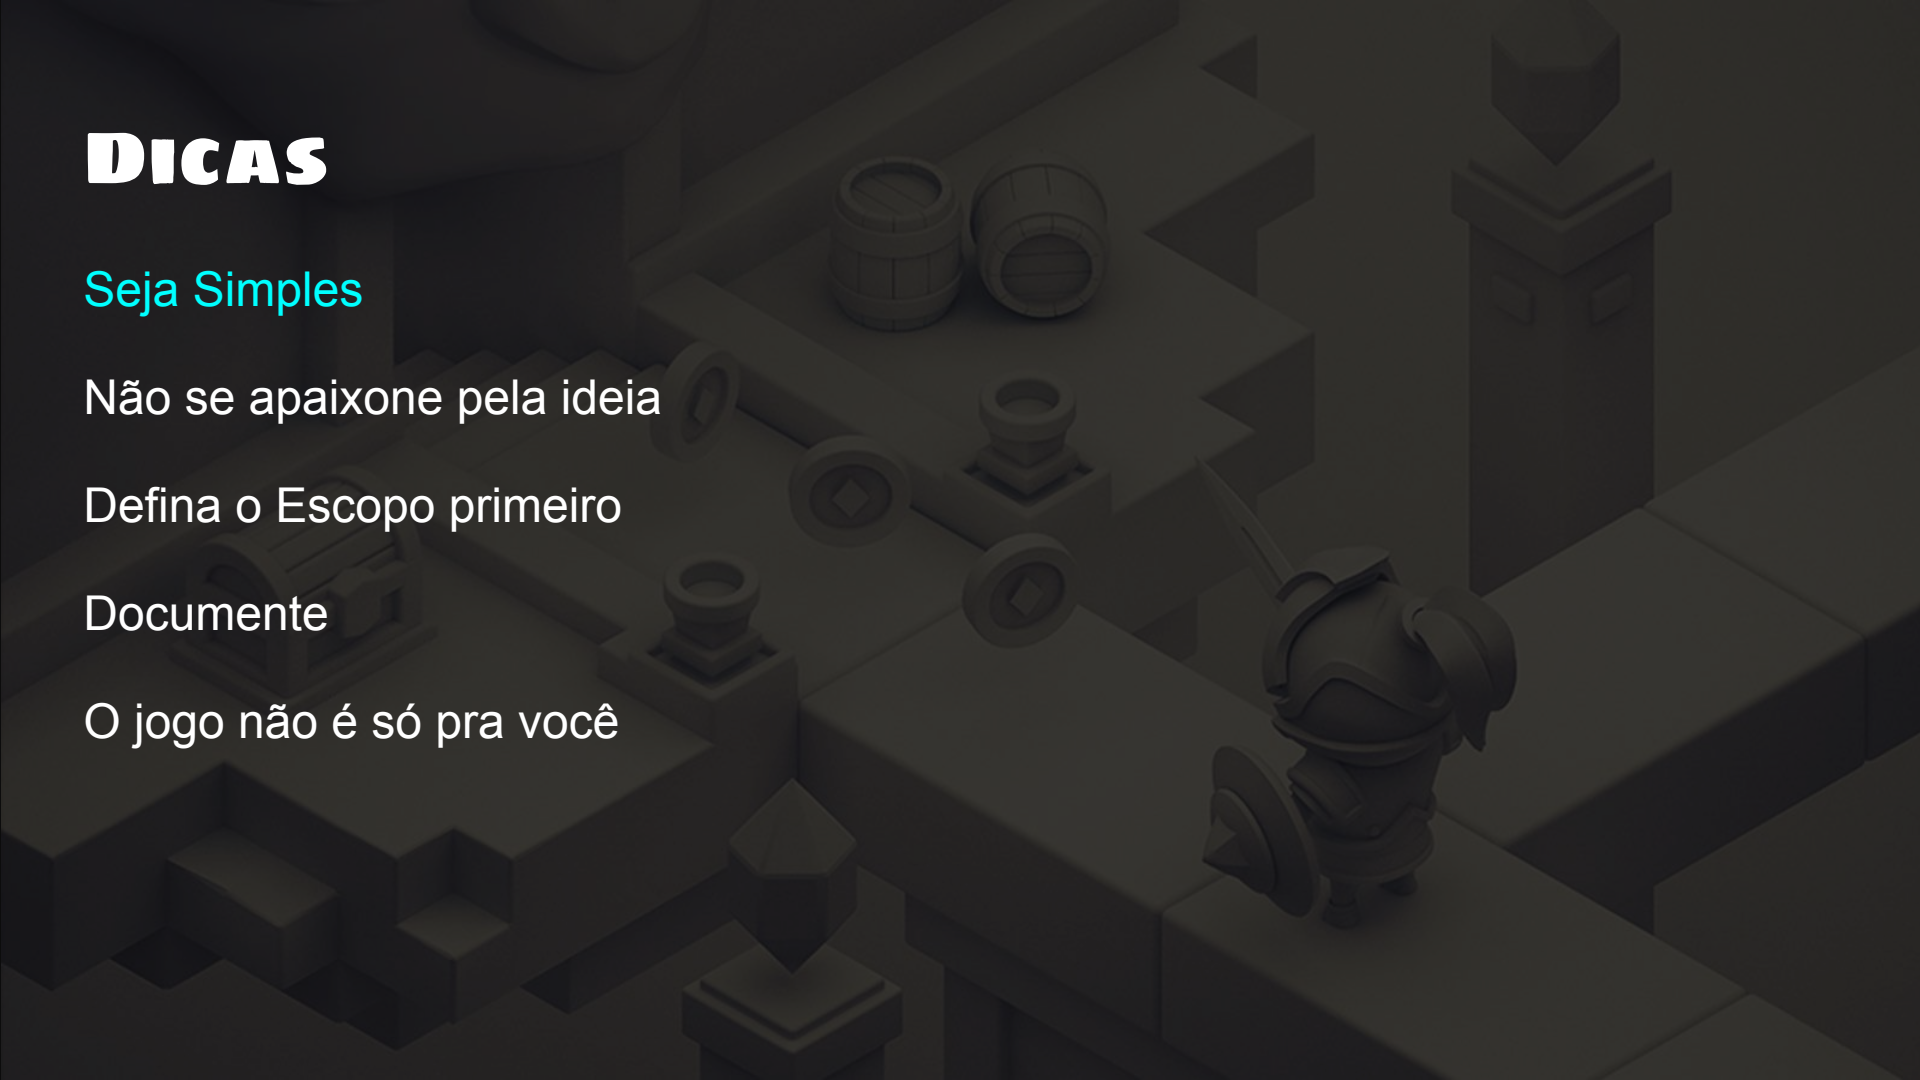 Dicas
Seja Simples
Não se apaixone pela ideia
Defina o Escopo primeiro
Documente
O jogo não é só pra você